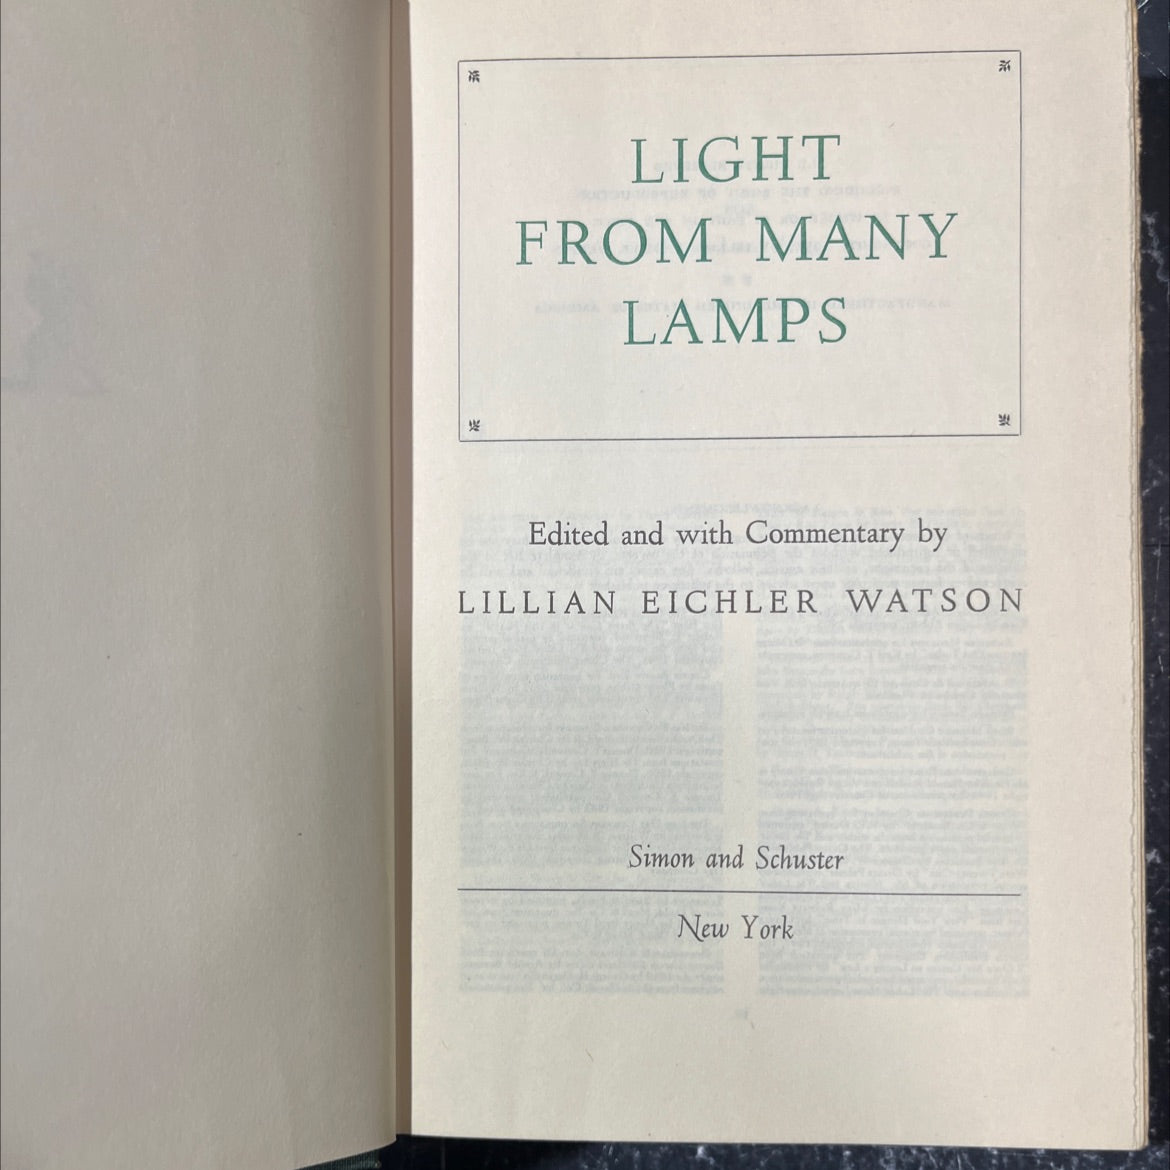 LIGHT
FROM MANY
LAMPS
Edited and with Commentary by
LILLIAN EICHLER WATSON
Simon and Schuster
New York